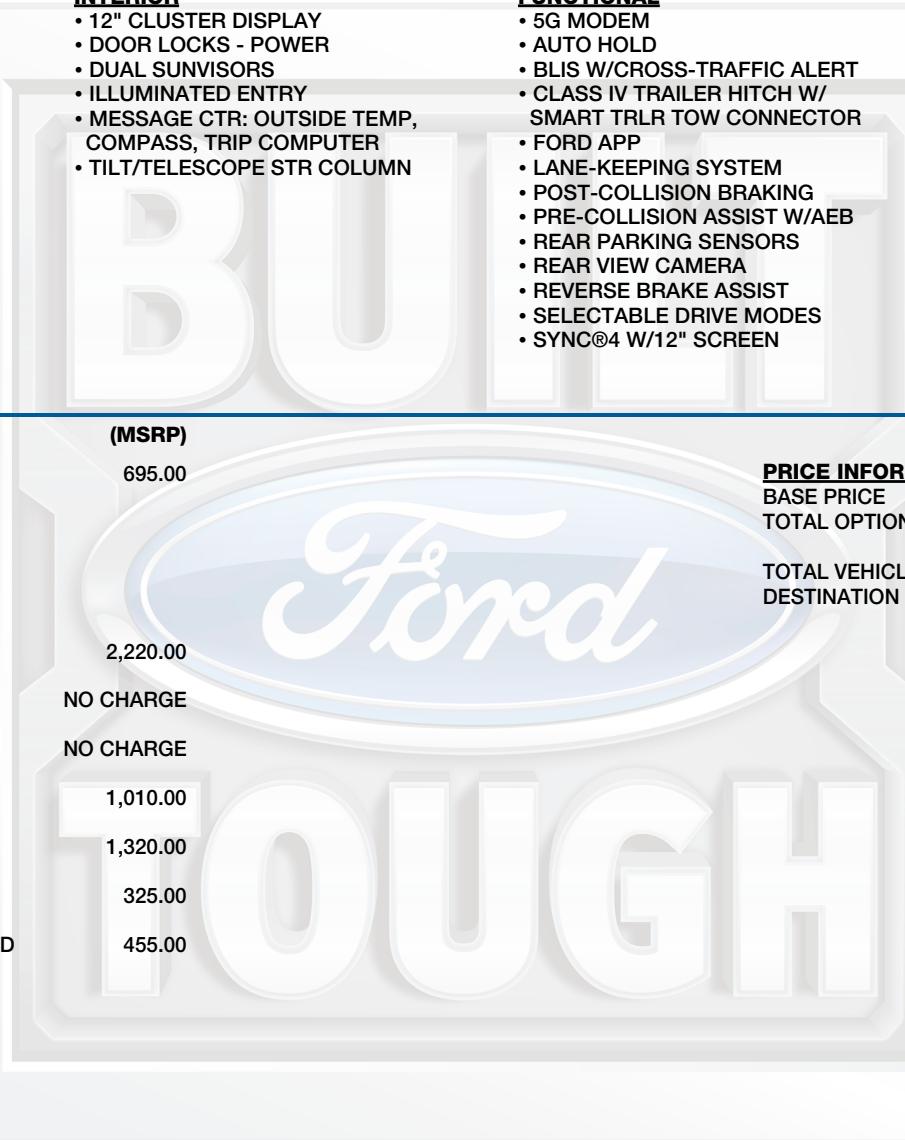 INTERIOR
• 12" CLUSTER DISPLAY
• DOOR LOCKS - POWER
• DUAL SUNVISORS
• ILLUMINATED ENTRY
• MESSAGE CTR: OUTSIDE TEMP,
COMPASS, TRIP COMPUTER
• TILT/TELESCOPE STR COLUMN
FUNCTIONAL
• 5G MODEM
• AUTO HOLD
• BLIS W/CROSS-TRAFFIC ALERT
• CLASS IV TRAILER HITCH W/
SMART TRLR TOW CONNECTOR
• FORD APP
• LANE-KEEPING SYSTEM
• POST-COLLISION BRAKING
• PRE-COLLISION ASSIST W/AEB
• REAR PARKING SENSORS
• REAR VIEW CAMERA
• REVERSE BRAKE ASSIST
• SELECTABLE DRIVE MODES
• SYNC®4 W/12" SCREEN
BUILT
Ford
TOUGH
(MSRP)
695.00
2,220.00
NO CHARGE
NO CHARGE
1,010.00
1,320.00
325.00
D 455.00
PRICE INFOR
BASE PRICE
TOTAL OPTION
TOTAL VEHICL
DESTINATION